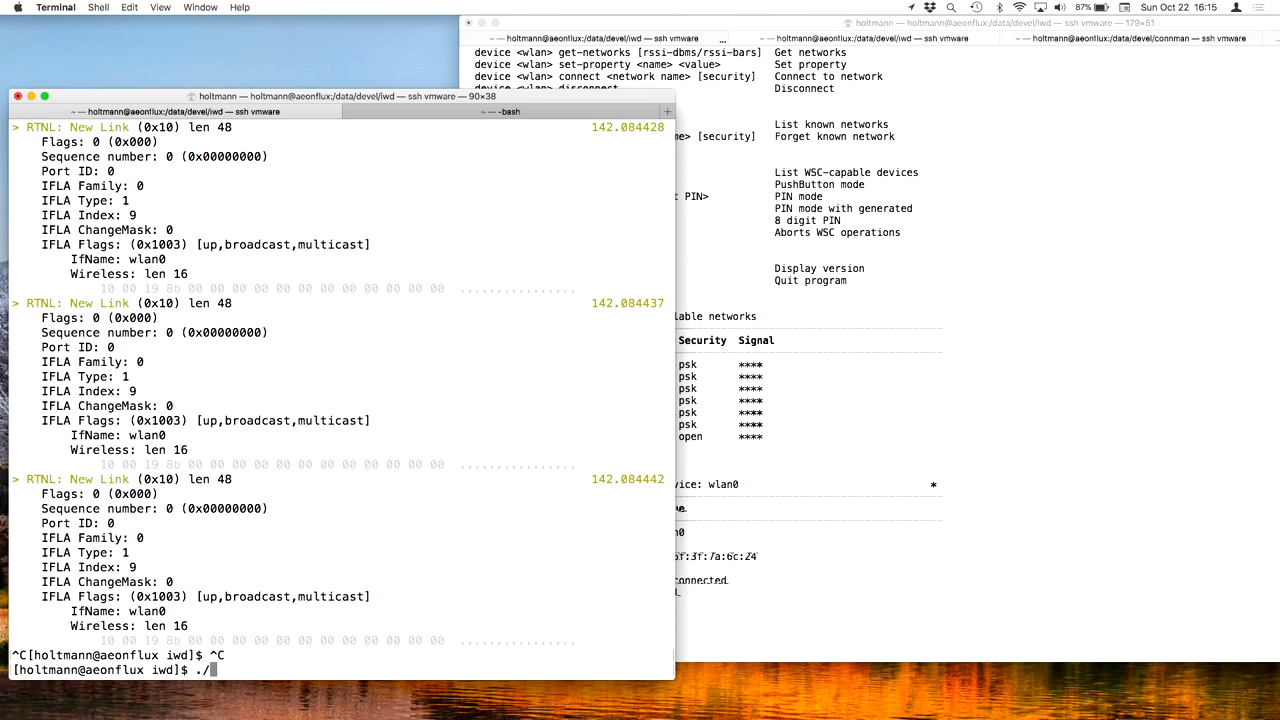 Terminal Shell Edit View Window Help
87% Sun Oct 22 16:15
holtmann — holtmann@aeonflux:/data/devel/iwd — ssh vmware — 179×51
~ — holtmann@aeonflux:/data/devel/iwd — ssh vmware ... ~ — holtmann@aeonflux:/data/devel/iwd — ssh vmware ~ — holtmann@aeonflux:/data/devel/connman — ssh vmware
device <wlan> get-networks [rssi-dbms/rssi-bars] Get networks
device <wlan> set-property <name> <value> Set property
device <wlan> connect <network name> [security] Connect to network
device <wlan> disconnect Disconnect
List known networks
me> [security] Forget known network
List WSC-capable devices
PushButton mode
t PIN> PIN mode
PIN mode with generated
8 digit PIN
Aborts WSC operations
Display version
Quit program
lable networks
Security Signal
psk ****
psk ****
psk ****
psk ****
psk ****
psk ****
open ****
vice: wlan0 *
n0
5f:3f:7a:6c:24
connected
holtmann — holtmann@aeonflux:/data/devel/iwd — ssh vmware — 90×38
~ — holtmann@aeonflux:/data/devel/iwd — ssh vmware ~ — -bash +
> RTNL: New Link (0x10) len 48 142.084428
Flags: 0 (0x000)
Sequence number: 0 (0x00000000)
Port ID: 0
IFLA Family: 0
IFLA Type: 1
IFLA Index: 9
IFLA ChangeMask: 0
IFLA Flags: (0x1003) [up,broadcast,multicast]
IfName: wlan0
Wireless: len 16
10 00 19 8b 00 00 00 00 00 00 00 00 00 00 00 00 ................
> RTNL: New Link (0x10) len 48 142.084437
Flags: 0 (0x000)
Sequence number: 0 (0x00000000)
Port ID: 0
IFLA Family: 0
IFLA Type: 1
IFLA Index: 9
IFLA ChangeMask: 0
IFLA Flags: (0x1003) [up,broadcast,multicast]
IfName: wlan0
Wireless: len 16
10 00 19 8b 00 00 00 00 00 00 00 00 00 00 00 00 ................
> RTNL: New Link (0x10) len 48 142.084442
Flags: 0 (0x000)
Sequence number: 0 (0x00000000)
Port ID: 0
IFLA Family: 0
IFLA Type: 1
IFLA Index: 9
IFLA ChangeMask: 0
IFLA Flags: (0x1003) [up,broadcast,multicast]
IfName: wlan0
Wireless: len 16
10 00 19 8b 00 00 00 00 00 00 00 00 00 00 00 00 ................
^C[holtmann@aeonflux iwd]$ ^C
[holtmann@aeonflux iwd]$ ./